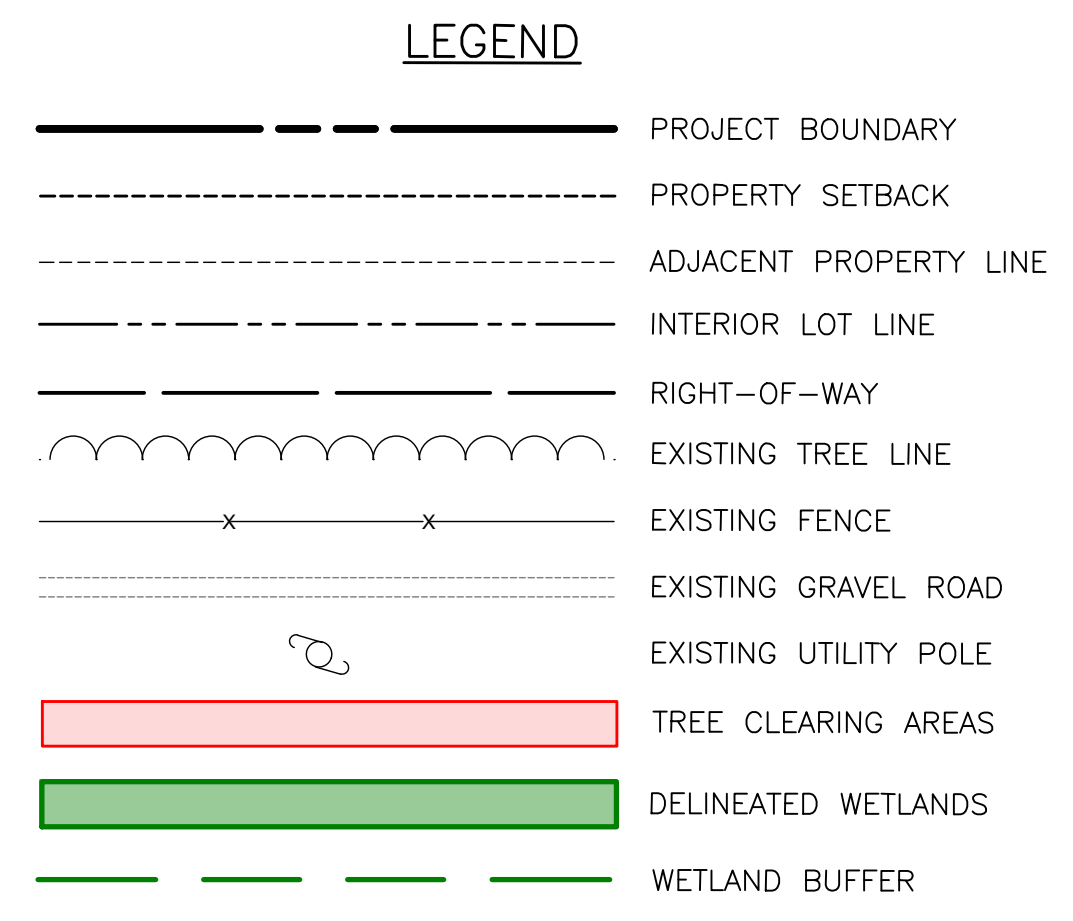 LEGEND
PROJECT BOUNDARY
PROPERTY SETBACK
ADJACENT PROPERTY LINE
INTERIOR LOT LINE
RIGHT-OF-WAY
EXISTING TREE LINE
X X
EXISTING FENCE
EXISTING GRAVEL ROAD
EXISTING UTILITY POLE
TREE CLEARING AREAS
DELINEATED WETLANDS
WETLAND BUFFER